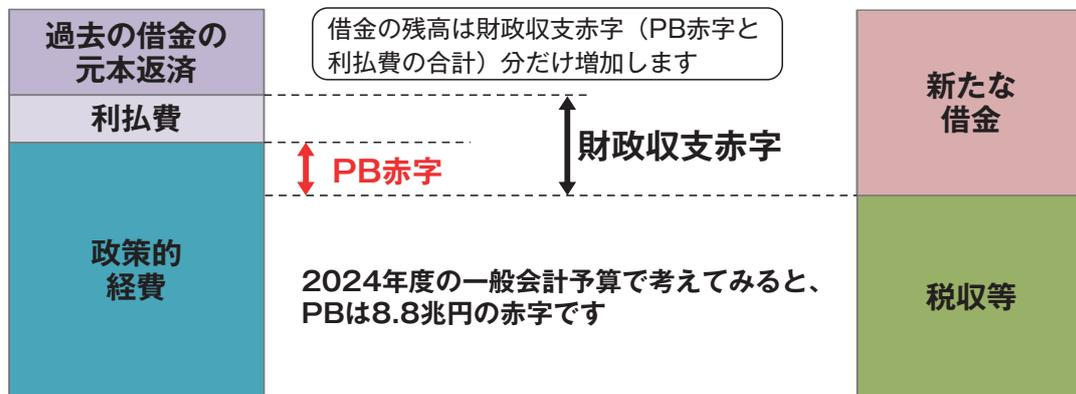 過去の借金の
元本返済
利払費
政策的
経費
借金の残高は財政収支赤字（PB赤字と
利払費の合計）分だけ増加します
PB赤字
財政収支赤字
2024年度の一般会計予算で考えてみると、
PBは8.8兆円の赤字です
新たな
借金
税収等